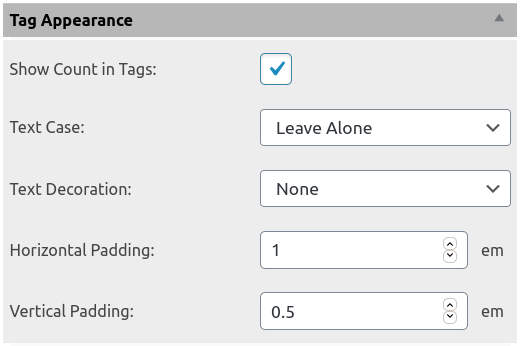 Tag Appearance
Show Count in Tags:
Text Case: Leave Alone
Text Decoration: None
Horizontal Padding: 1 em
Vertical Padding: 0.5 em